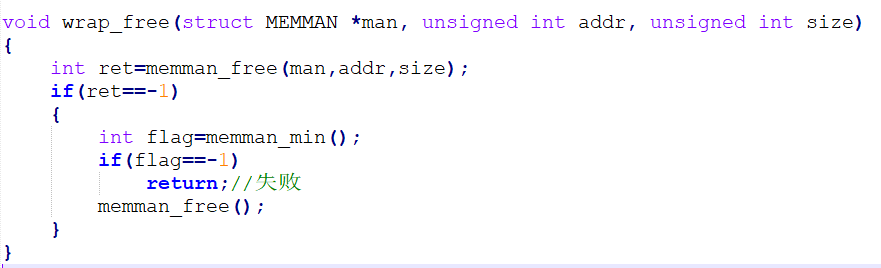 void wrap_free(struct MEMMAN *man, unsigned int addr, unsigned int size)
{
    int ret=memman_free(man,addr,size);
    if(ret==-1)
    {
        int flag=memman_min();
        if(flag==-1)
            return;//失败
        memman_free();
    }
}